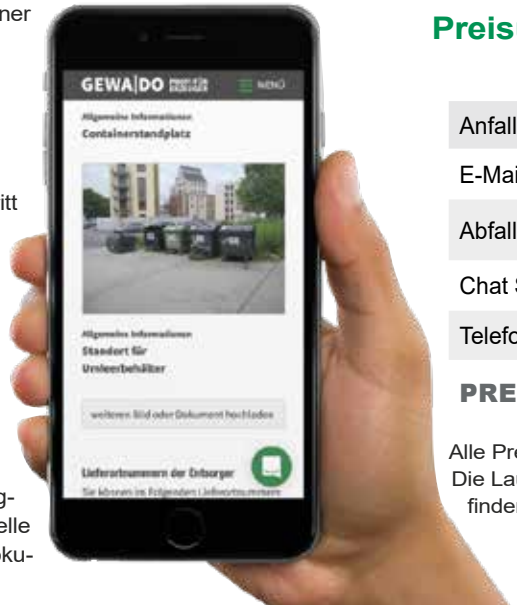 ner
itt
g-
elle
oku-
GEWA|DO
MENÜ
Allgemeine Informationen
Containerstandplatz
Allgemeine Informationen
Standort für
Umleerbehälter
weiteren Bild oder Dokument hochladen
Lieferortnummern der Entsorger
Sie können im Folgenden Lieferortnummern
Preis
Anfall
E-Mai
Abfall
Chat S
Telefo
PRE
Alle Pre
Die Lau
finder